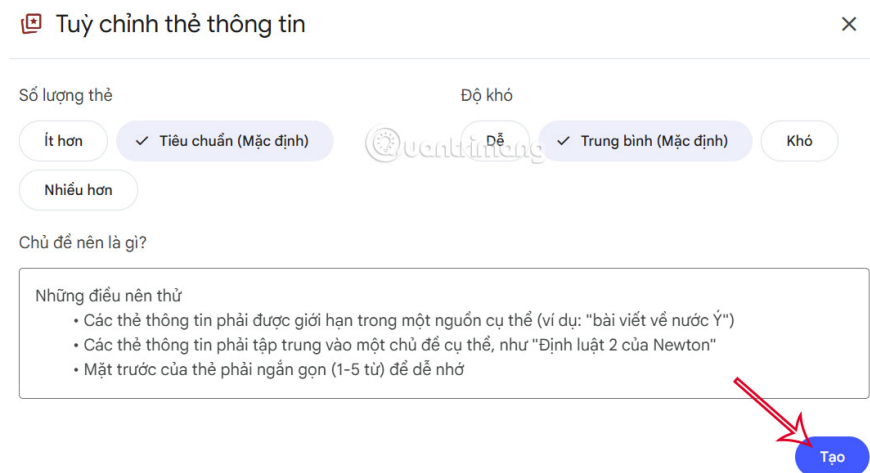 Tuỳ chỉnh thẻ thông tin
Số lượng thẻ
Độ khó
Ít hơn
Tiêu chuẩn (Mặc định)
Dễ
Trung bình (Mặc định)
Khó
Quantrimang
Nhiều hơn
Chủ đề nên là gì?
Những điều nên thử
• Các thẻ thông tin phải được giới hạn trong một nguồn cụ thể (ví dụ: "bài viết về nước Ý")
• Các thẻ thông tin phải tập trung vào một chủ đề cụ thể, như "Định luật 2 của Newton"
• Mặt trước của thẻ phải ngắn gọn (1-5 từ) để dễ nhớ
Tạo